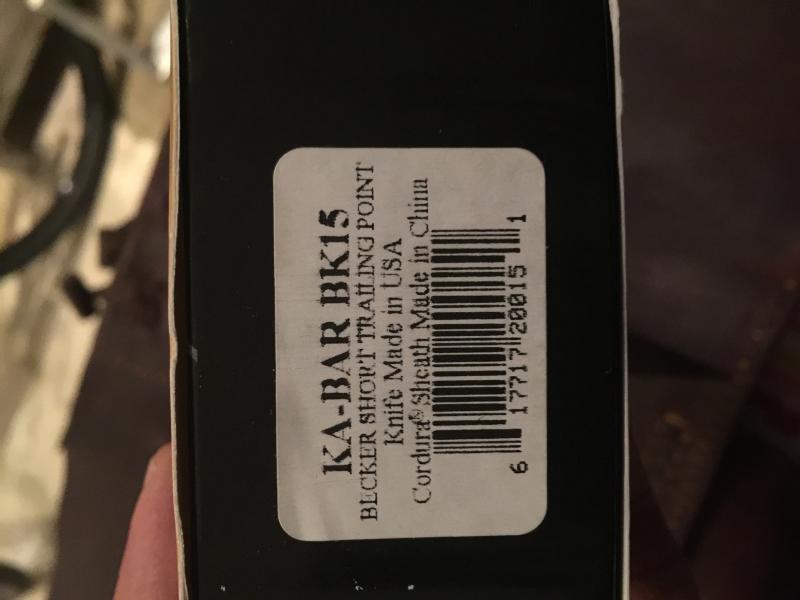 KA-BAR BK15
BECKER SHORT TRAILING POINT
Knife Made in USA
Cordura® Sheath Made in China
6 17717 20015 1